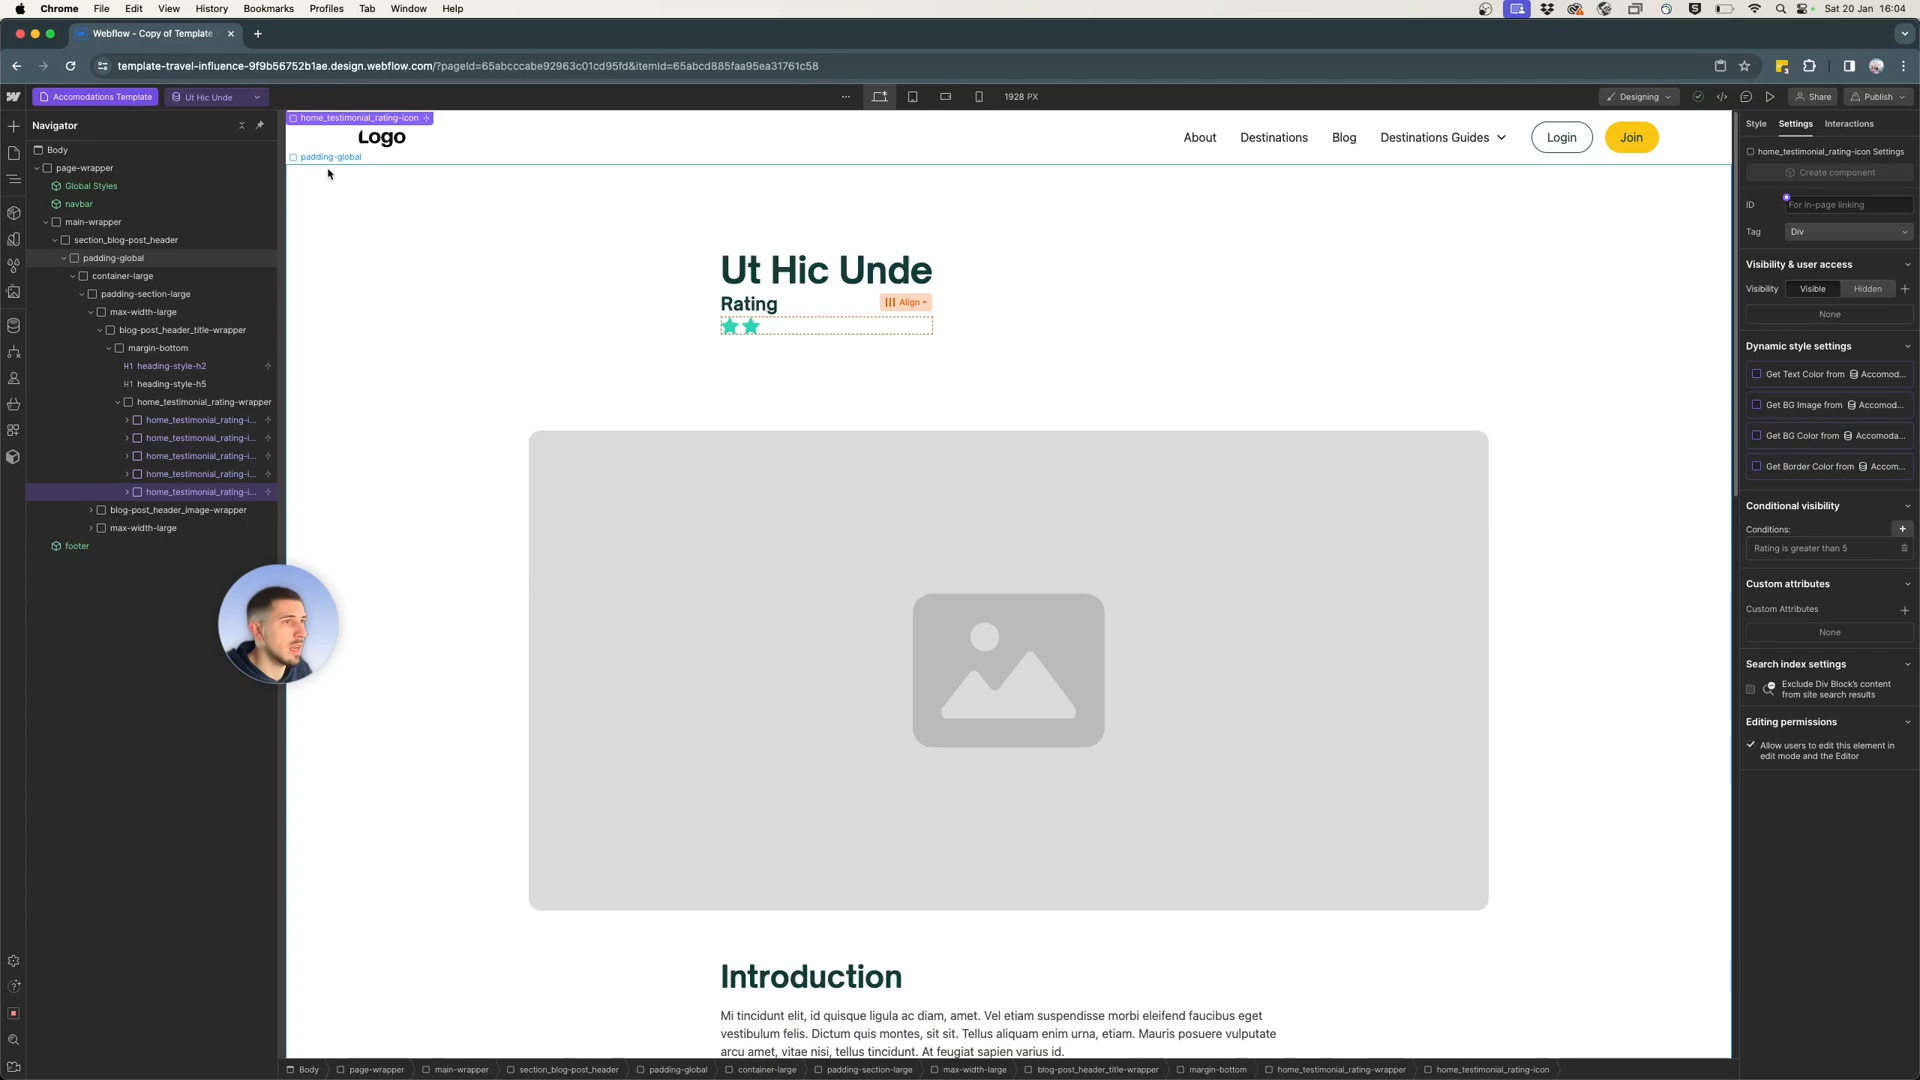 Chrome File Edit View History Bookmarks Profiles Tab Window Help
Sat 20 Jan 16:04
Webflow - Copy of Template
template-travel-influence-9f9b56752b1ae.design.webflow.com/?pageId=65abcccabe92963c01cd95fd&itemId=65abcd885faa95ea31761c58
Accomodations Template
Ut Hic Unde
1928 PX
Designing
Share
Publish
Navigator
Body
page-wrapper
Global Styles
navbar
main-wrapper
section_blog-post_header
padding-global
container-large
padding-section-large
max-width-large
blog-post_header_title-wrapper
margin-bottom
H1 heading-style-h2
H1 heading-style-h5
home_testimonial_rating-wrapper
home_testimonial_rating-i...
home_testimonial_rating-i...
home_testimonial_rating-i...
home_testimonial_rating-i...
home_testimonial_rating-i...
blog-post_header_image-wrapper
max-width-large
footer
home_testimonial_rating-icon
Logo
padding-global
About
Destinations
Blog
Destinations Guides
Login
Join
Ut Hic Unde
Rating
Align
Introduction
Mi tincidunt elit, id quisque ligula ac diam, amet. Vel etiam suspendisse morbi eleifend faucibus eget
vestibulum felis. Dictum quis montes, sit sit. Tellus aliquam enim urna, etiam. Mauris posuere vulputate
arcu amet, vitae nisi, tellus tincidunt. At feugiat sapien varius id.
Style
Settings
Interactions
home_testimonial_rating-icon Settings
Create component
ID
For in-page linking
Tag
Div
Visibility & user access
Visibility
Visible
Hidden
None
Dynamic style settings
Get Text Color from Accomod...
Get BG Image from Accomod...
Get BG Color from Accomoda...
Get Border Color from Accom...
Conditional visibility
Conditions:
Rating is greater than 5
Custom attributes
Custom Attributes
None
Search index settings
Exclude Div Block's content
from site search results
Editing permissions
Allow users to edit this element in
edit mode and the Editor
Body page-wrapper main-wrapper section_blog-post_header padding-global container-large padding-section-large max-width-large blog-post_header_title-wrapper margin-bottom home_testimonial_rating-wrapper home_testimonial_rating-icon